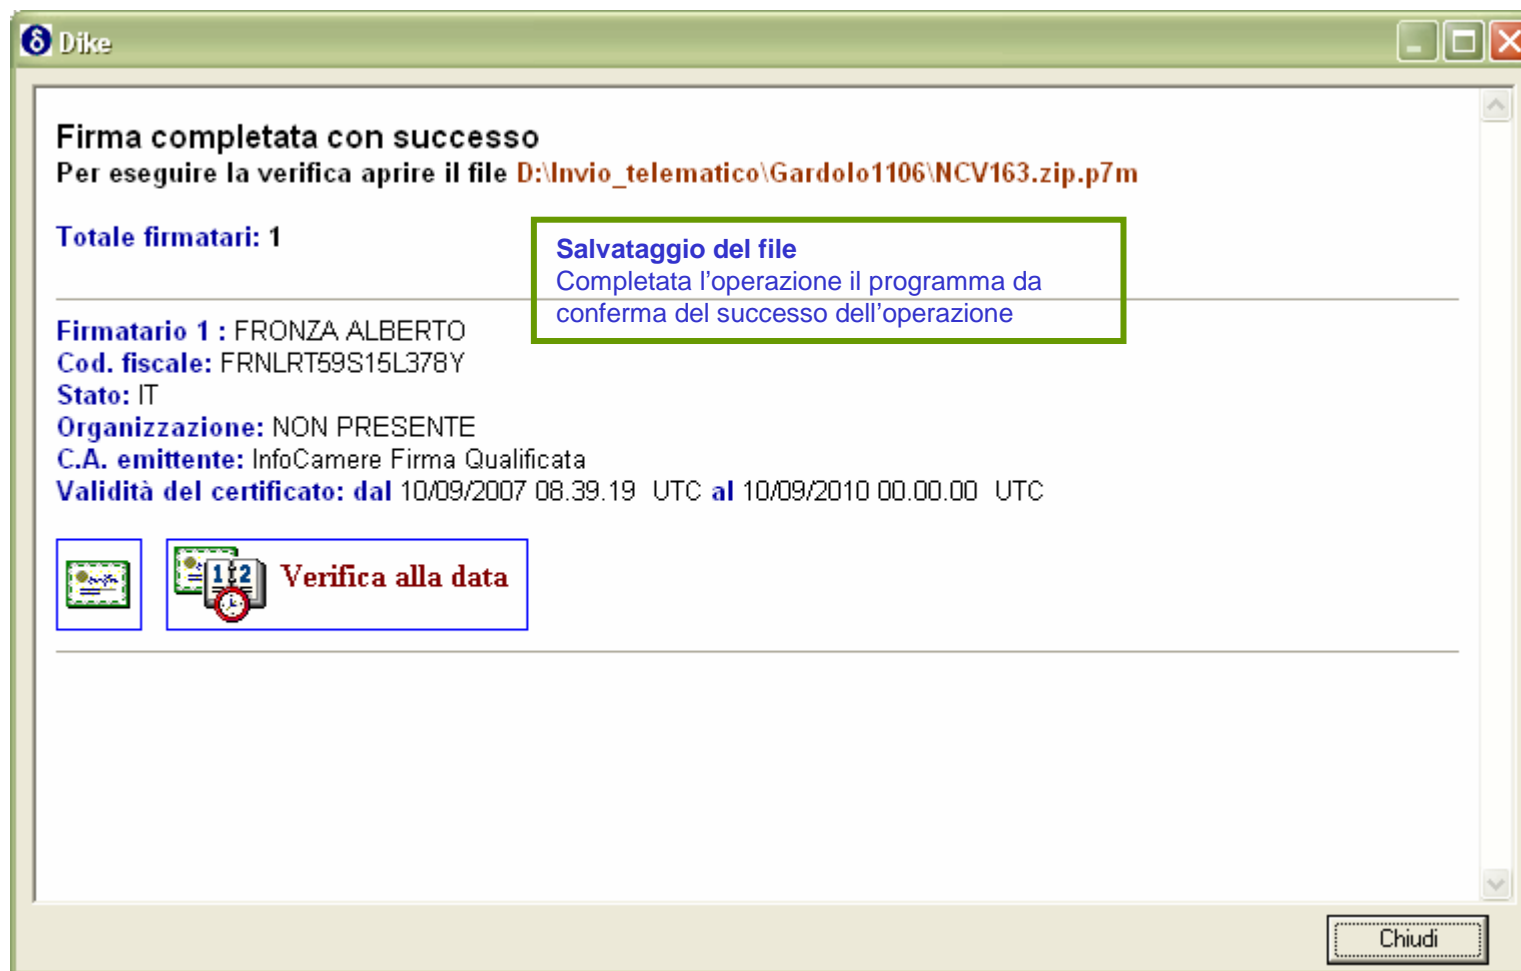 Dike
Firma completata con successo
Per eseguire la verifica aprire il file D:\Invio_telematico\Gardolo1106\NCV163.zip.p7m
Totale firmatari: 1
Salvataggio del file
Completata l’operazione il programma da
conferma del successo dell’operazione
Firmatario 1 : FRONZA ALBERTO
Cod. fiscale: FRNLRT59S15L378Y
Stato: IT
Organizzazione: NON PRESENTE
C.A. emittente: InfoCamere Firma Qualificata
Validità del certificato: dal 10/09/2007 08.39.19 UTC al 10/09/2010 00.00.00 UTC
Verifica alla data
Chiudi